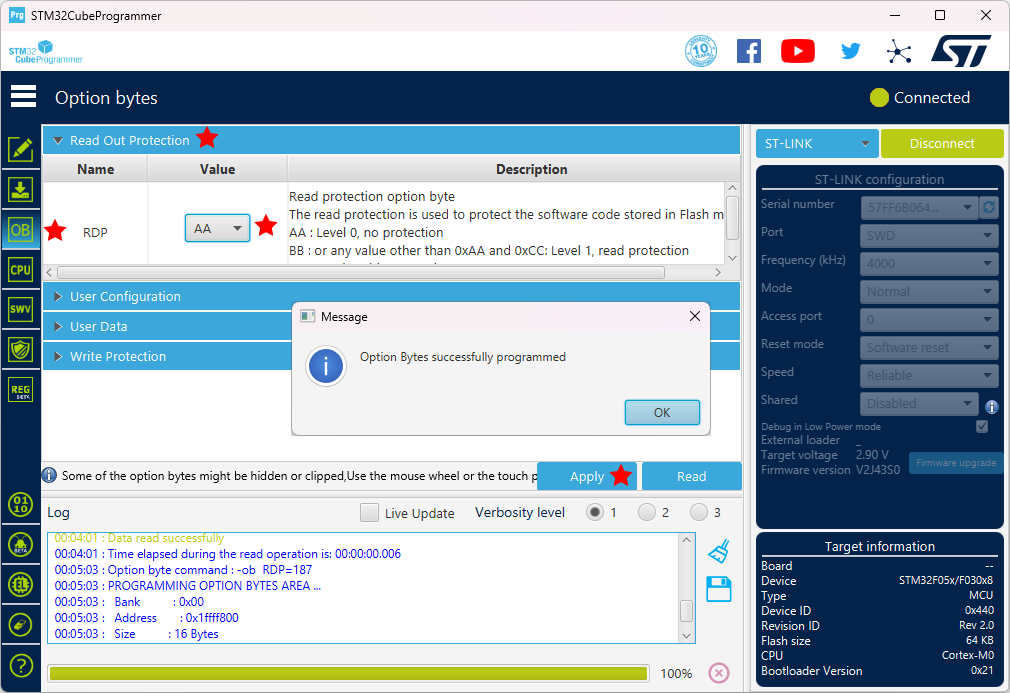 Prg STM32CubeProgrammer
STM32
CubeProgrammer
10
YEARS
ST
Option bytes
Connected
Read Out Protection
Name Value Description
RDP AA
Read protection option byte
The read protection is used to protect the software code stored in Flash m
AA : Level 0, no protection
BB : or any value other than 0xAA and 0xCC: Level 1, read protection
User Configuration
User Data
Write Protection
Message
Option Bytes successfully programmed
OK
Some of the option bytes might be hidden or clipped,Use the mouse wheel or the touch p
Apply
Read
OB
CPU
SWV
REG
BETA
01
10
BETA
?
Log
Live Update
Verbosity level 1 2 3
00:04:01 : Data read successfully
00:04:01 : Time elapsed during the read operation is: 00:00:00.006
00:05:03 : Option byte command : -ob RDP=187
00:05:03 : PROGRAMMING OPTION BYTES AREA ...
00:05:03 : Bank : 0x00
00:05:03 : Address : 0x1ffff800
00:05:03 : Size : 16 Bytes
100%
ST-LINK
Disconnect
ST-LINK configuration
Serial number 57FF6B064...
Port SWD
Frequency (kHz) 4000
Mode Normal
Access port 0
Reset mode Software reset
Speed Reliable
Shared Disabled
Debug in Low Power mode
External loader _
Target voltage 2.90 V
Firmware version V2J43S0
Firmware upgrade
Target information
Board --
Device STM32F05x/F030x8
Type MCU
Device ID 0x440
Revision ID Rev 2.0
Flash size 64 KB
CPU Cortex-M0
Bootloader Version 0x21